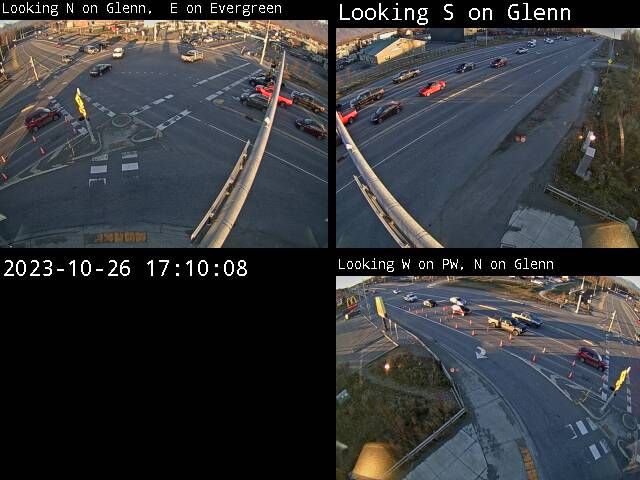 Looking N on Glenn,  E on Evergreen
Looking S on Glenn
2023-10-26 17:10:08
Looking W on PW, N on Glenn